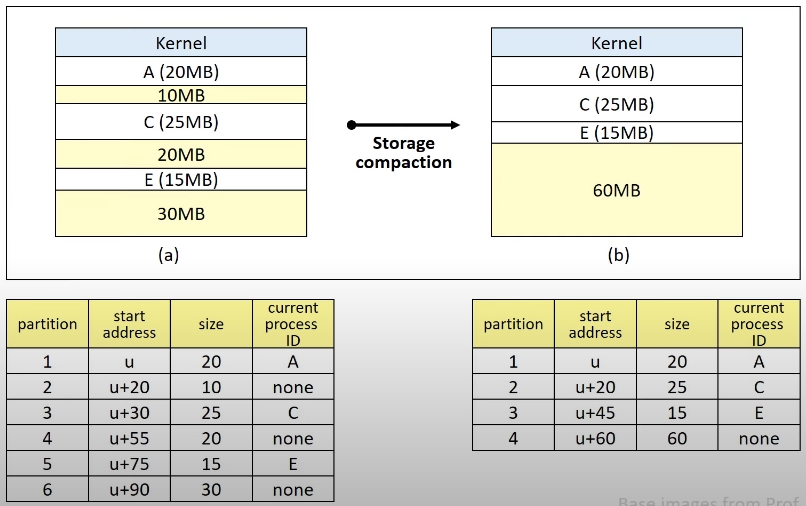 Kernel
A (20MB)
10MB
C (25MB)
20MB
E (15MB)
30MB
(a)
Storage
compaction
Kernel
A (20MB)
C (25MB)
E (15MB)
60MB
(b)
partition start address size current process ID
1 u 20 A
2 u+20 10 none
3 u+30 25 C
4 u+55 20 none
5 u+75 15 E
6 u+90 30 none
partition start address size current process ID
1 u 20 A
2 u+20 25 C
3 u+45 15 E
4 u+60 60 none
Base images from Prof